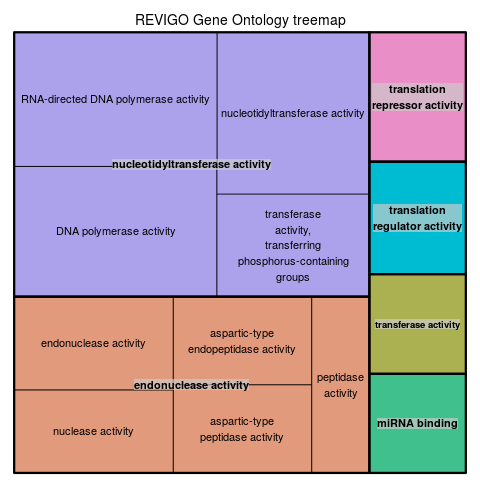 REVIGO Gene Ontology treemap
RNA-directed DNA polymerase activity
nucleotidyltransferase activity
nucleotidyltransferase activity
DNA polymerase activity
transferase
activity,
transferring
phosphorus-containing
groups
endonuclease activity
aspartic-type
endopeptidase activity
endonuclease activity
nuclease activity
aspartic-type
peptidase activity
peptidase
activity
translation
repressor activity
translation
regulator activity
transferase activity
miRNA binding